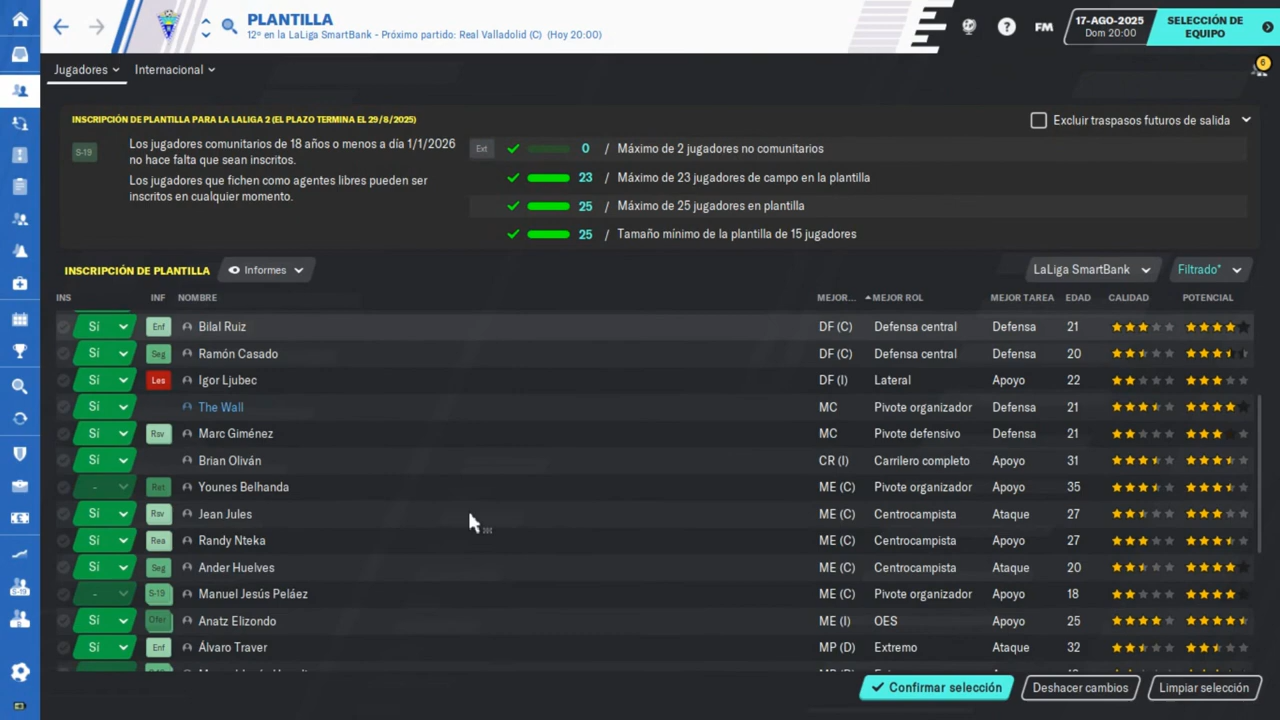 PLANTILLA
12º en la LaLiga SmartBank - Próximo partido: Real Valladolid (C) (Hoy 20:00)
FM
17-AGO-2025
Dom 20:00
SELECCIÓN DE
EQUIPO
Jugadores
Internacional
6
INSCRIPCIÓN DE PLANTILLA PARA LA LALIGA 2 (EL PLAZO TERMINA EL 29/8/2025)
Excluir traspasos futuros de salida
S-19
Los jugadores comunitarios de 18 años o menos a día 1/1/2026
no hace falta que sean inscritos.
Los jugadores que fichen como agentes libres pueden ser
inscritos en cualquier momento.
Ext 0 / Máximo de 2 jugadores no comunitarios
23 / Máximo de 23 jugadores de campo en la plantilla
25 / Máximo de 25 jugadores en plantilla
25 / Tamaño mínimo de la plantilla de 15 jugadores
INSCRIPCIÓN DE PLANTILLA
Informes
LaLiga SmartBank
Filtrado*
INS INF NOMBRE MEJOR... MEJOR ROL MEJOR TAREA EDAD CALIDAD POTENCIAL
Sí Enf Bilal Ruiz DF (C) Defensa central Defensa 21
Sí Seg Ramón Casado DF (C) Defensa central Defensa 20
Sí Les Igor Ljubec DF (I) Lateral Apoyo 22
Sí The Wall MC Pivote organizador Defensa 21
Sí Rsv Marc Giménez MC Pivote defensivo Defensa 21
Sí Brian Oliván CR (I) Carrilero completo Apoyo 31
- Ret Younes Belhanda ME (C) Pivote organizador Apoyo 35
Sí Rsv Jean Jules ME (C) Centrocampista Ataque 27
Sí Rea Randy Nteka ME (C) Centrocampista Apoyo 27
Sí Seg Ander Huelves ME (C) Centrocampista Ataque 20
- S-19 Manuel Jesús Peláez ME (C) Pivote organizador Apoyo 18
Sí Ofer Anatz Elizondo ME (I) OES Apoyo 25
Sí Enf Álvaro Traver MP (D) Extremo Ataque 32
Confirmar selección
Deshacer cambios
Limpiar selección